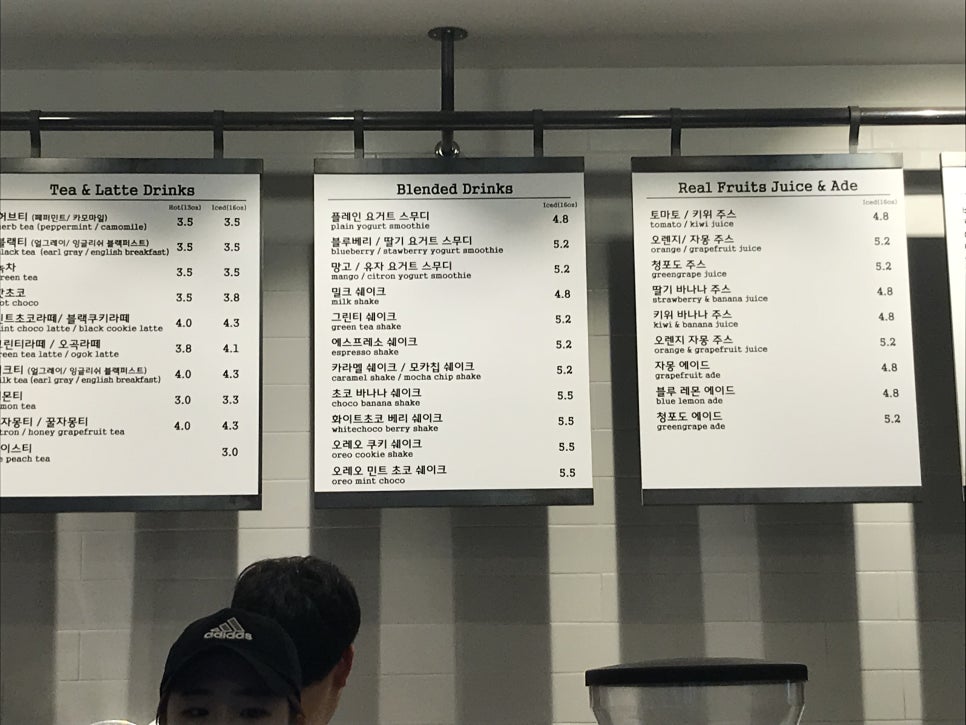 Tea & Latte Drinks
Hot(13oz) Iced(16oz)
허브티 (페퍼민트/ 카모마일) 3.5 3.5
erb tea (peppermint / camomile)
블랙티 (얼그레이/ 잉글리쉬 블랙퍼스트) 3.5 3.5
lack tea (earl gray / english breakfast)
녹차 3.5 3.5
reen tea
핫초코 3.5 3.8
ot choco
민트초코라떼/ 블랙쿠키라떼 4.0 4.3
int choco latte / black cookie latte
그린티라떼 / 오곡라떼 3.8 4.1
reen tea latte / ogok latte
크티 (얼그레이 / 잉글리쉬 블랙퍼스트) 4.0 4.3
ilk tea (earl gray / english breakfast)
몬티 3.0 3.3
mon tea
자몽티 / 꿀자몽티 4.0 4.3
tron / honey grapefruit tea
이스티 3.0
e peach tea
Blended Drinks
Iced(16oz)
플레인 요거트 스무디 4.8
plain yogurt smoothie
블루베리 / 딸기 요거트 스무디 5.2
blueberry / stawberry yogurt smoothie
망고 / 유자 요거트 스무디 5.2
mango / citron yogurt smoothie
밀크 쉐이크 4.8
milk shake
그린티 쉐이크 5.2
green tea shake
에스프레소 쉐이크 5.2
espresso shake
카라멜 쉐이크 / 모카칩 쉐이크 5.2
caramel shake / mocha chip shake
초코 바나나 쉐이크 5.5
choco banana shake
화이트초코 베리 쉐이크 5.5
whitechoco berry shake
오레오 쿠키 쉐이크 5.5
oreo cookie shake
오레오 민트 초코 쉐이크 5.5
oreo mint choco
Real Fruits Juice & Ade
Iced(16oz)
토마토 / 키위 주스 4.8
tomato / kiwi juice
오렌지/ 자몽 주스 5.2
orange / grapefruit juice
청포도 주스 5.2
greengrape juice
딸기 바나나 주스 4.8
strawberry & banana juice
키위 바나나 주스 4.8
kiwi & banana juice
오렌지 자몽 주스 5.2
orange & grapefruit juice
자몽 에이드 4.8
grapefruit ade
블루 레몬 에이드 4.8
blue lemon ade
청포도 에이드 5.2
greengrape ade
adidas